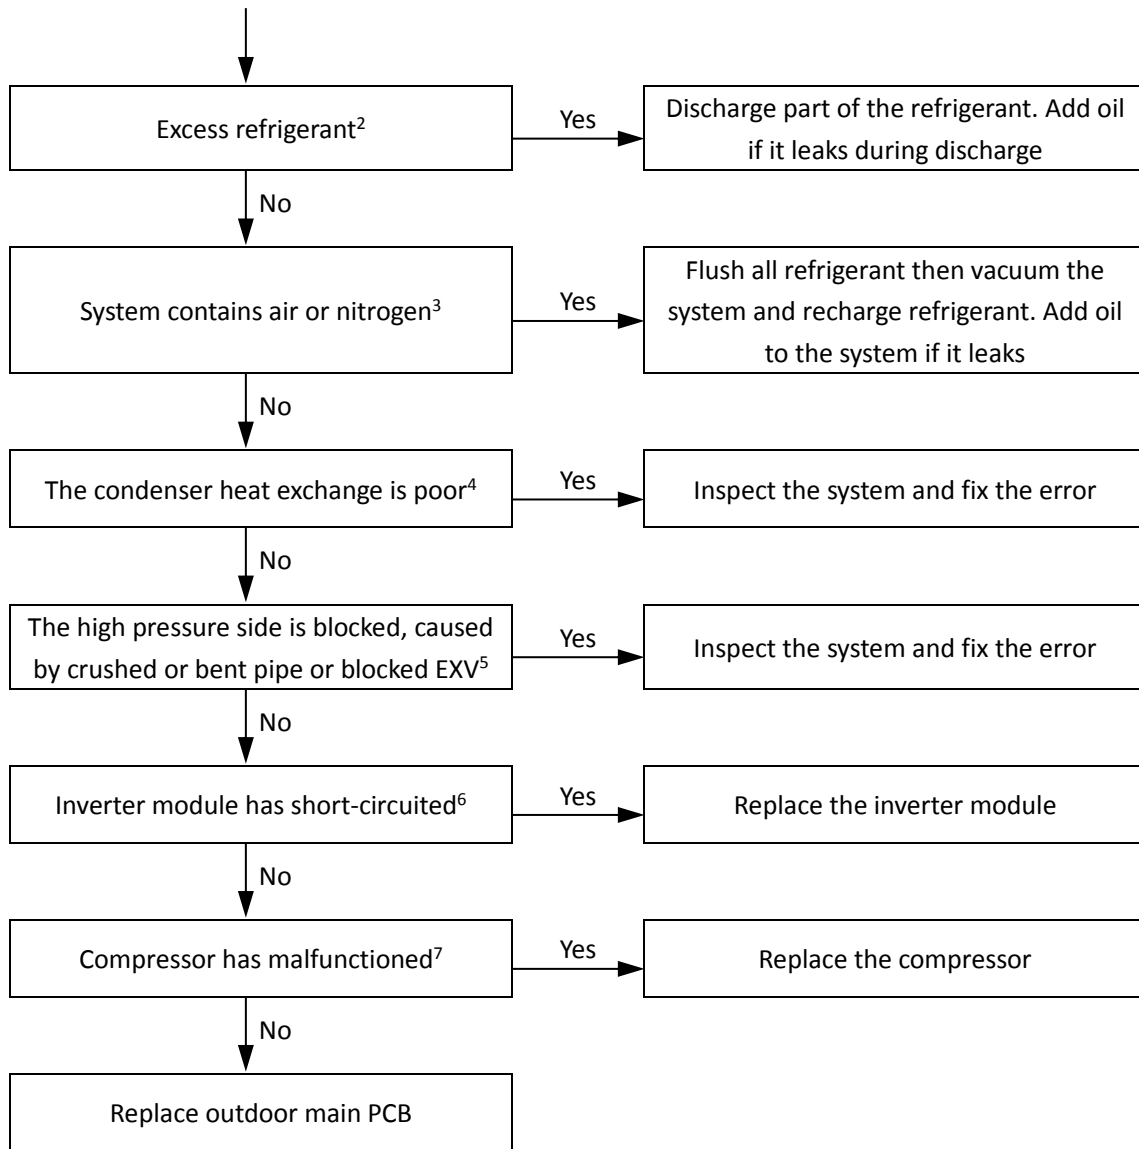 Excess refrigerant²
Yes
Discharge part of the refrigerant. Add oil
if it leaks during discharge
No
System contains air or nitrogen³
Yes
Flush all refrigerant then vacuum the
system and recharge refrigerant. Add oil
to the system if it leaks
No
The condenser heat exchange is poor⁴
Yes
Inspect the system and fix the error
No
The high pressure side is blocked, caused
by crushed or bent pipe or blocked EXV⁵
Yes
Inspect the system and fix the error
No
Inverter module has short-circuited⁶
Yes
Replace the inverter module
No
Compressor has malfunctioned⁷
Yes
Replace the compressor
No
Replace outdoor main PCB